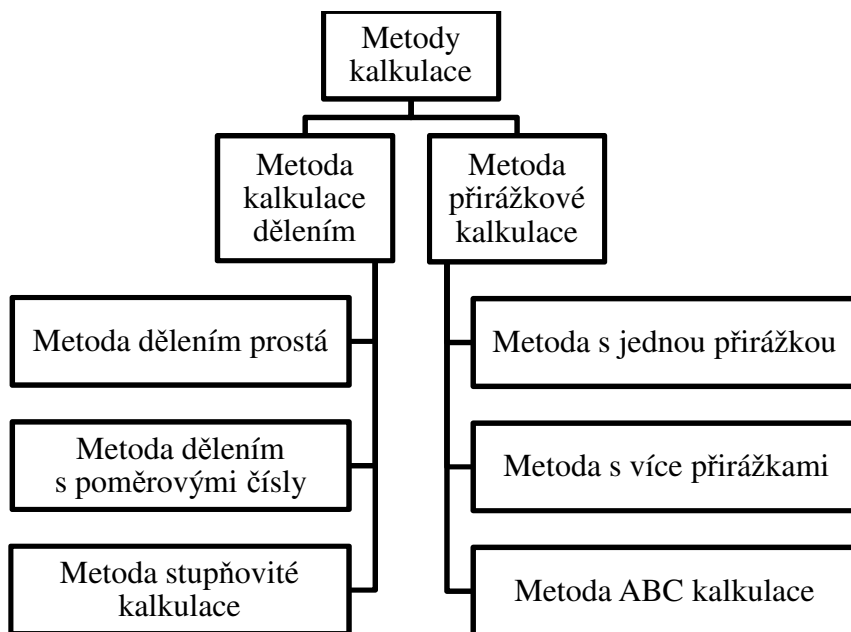 Metody
kalkulace
Metoda
kalkulace
dělením
Metoda
přirážkové
kalkulace
Metoda dělením prostá
Metoda dělením
s poměrovými čísly
Metoda stupňovité
kalkulace
Metoda s jednou přirážkou
Metoda s více přirážkami
Metoda ABC kalkulace